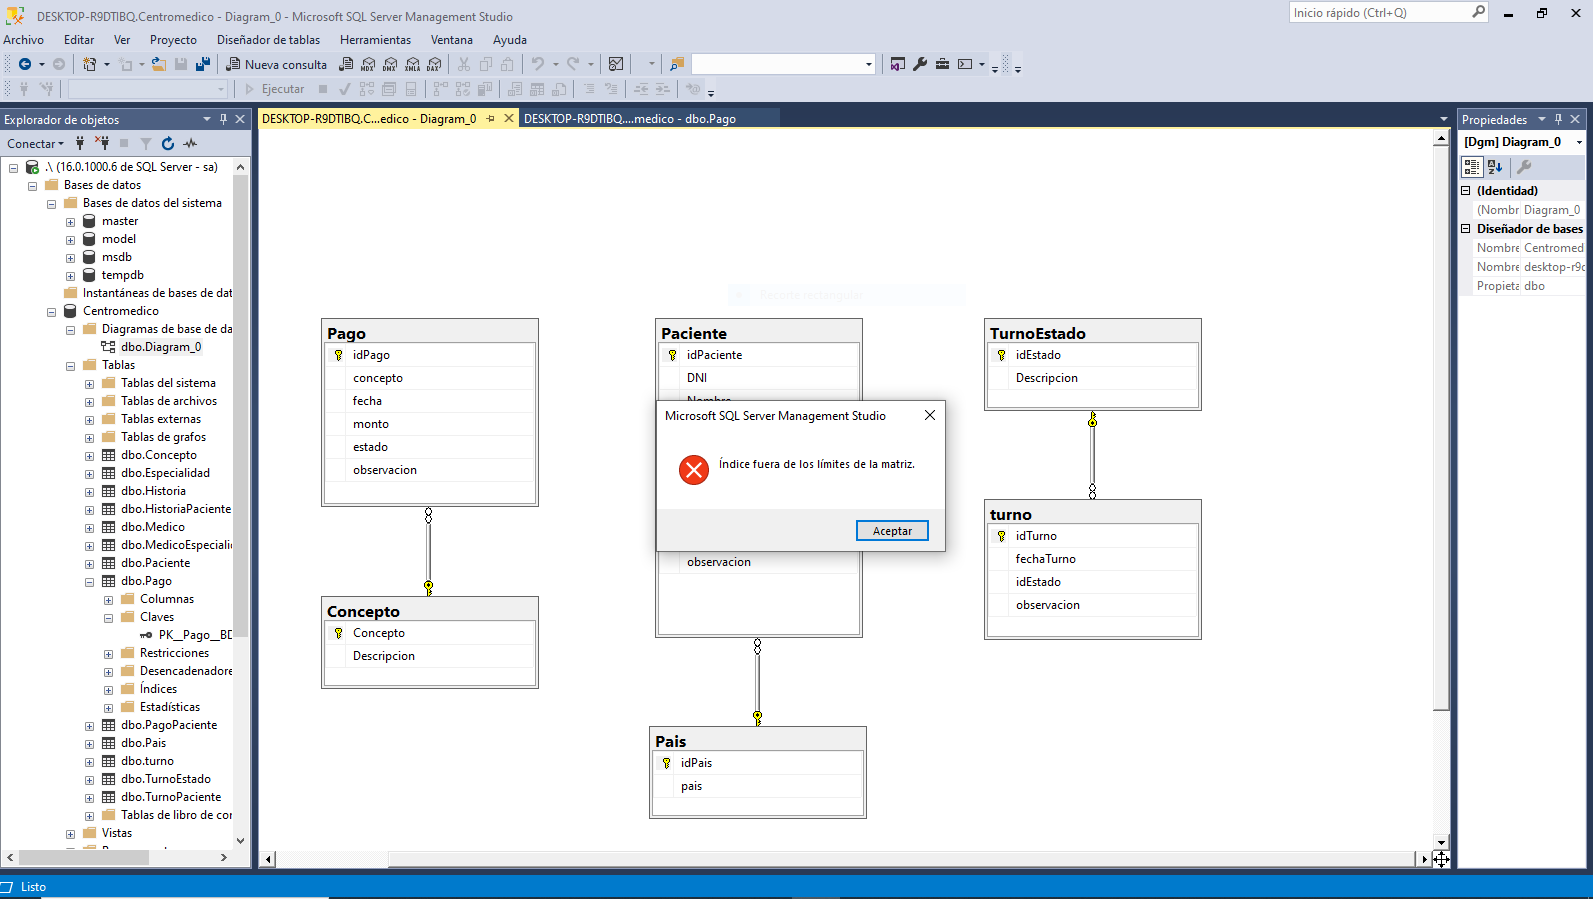 DESKTOP-R9DTIBQ.Centromedico - Diagram_0 - Microsoft SQL Server Management Studio
Inicio rápido (Ctrl+Q)
Archivo Editar Ver Proyecto Diseñador de tablas Herramientas Ventana Ayuda
Nueva consulta
MDX DMX XMLA DAX
Ejecutar
Explorador de objetos
Conectar
.\ (16.0.1000.6 de SQL Server - sa)
Bases de datos
Bases de datos del sistema
master
model
msdb
tempdb
Instantáneas de bases de dat
Centromedico
Diagramas de base de da
dbo.Diagram_0
Tablas
Tablas del sistema
Tablas de archivos
Tablas externas
Tablas de grafos
dbo.Concepto
dbo.Especialidad
dbo.Historia
dbo.HistoriaPaciente
dbo.Medico
dbo.MedicoEspeciali
dbo.Paciente
dbo.Pago
Columnas
Claves
PK__Pago__BD
Restricciones
Desencadenadore
Índices
Estadísticas
dbo.PagoPaciente
dbo.Pais
dbo.turno
dbo.TurnoEstado
dbo.TurnoPaciente
Tablas de libro de cor
Vistas
DESKTOP-R9DTIBQ.C...edico - Diagram_0
DESKTOP-R9DTIBQ....medico - dbo.Pago
Pago
idPago
concepto
fecha
monto
estado
observacion
Concepto
Concepto
Descripcion
Paciente
idPaciente
DNI
Nombre
observacion
Pais
idPais
pais
TurnoEstado
idEstado
Descripcion
turno
idTurno
fechaTurno
idEstado
observacion
Microsoft SQL Server Management Studio
Índice fuera de los límites de la matriz.
Aceptar
Propiedades
[Dgm] Diagram_0
(Identidad)
(Nombr Diagram_0
Diseñador de bases
Nombre Centromed
Nombre desktop-r9d
Propieta dbo
Listo